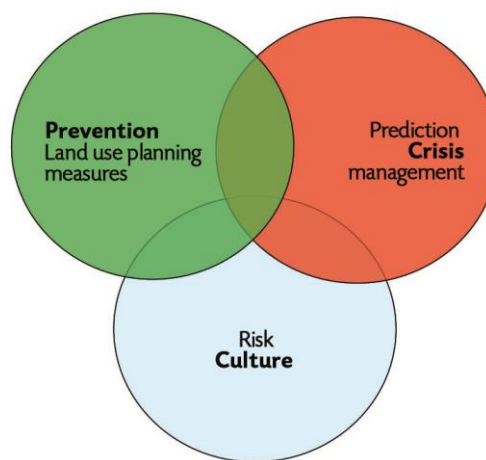 Prevention
Land use planning
measures
Prediction
Crisis
management
Risk
Culture